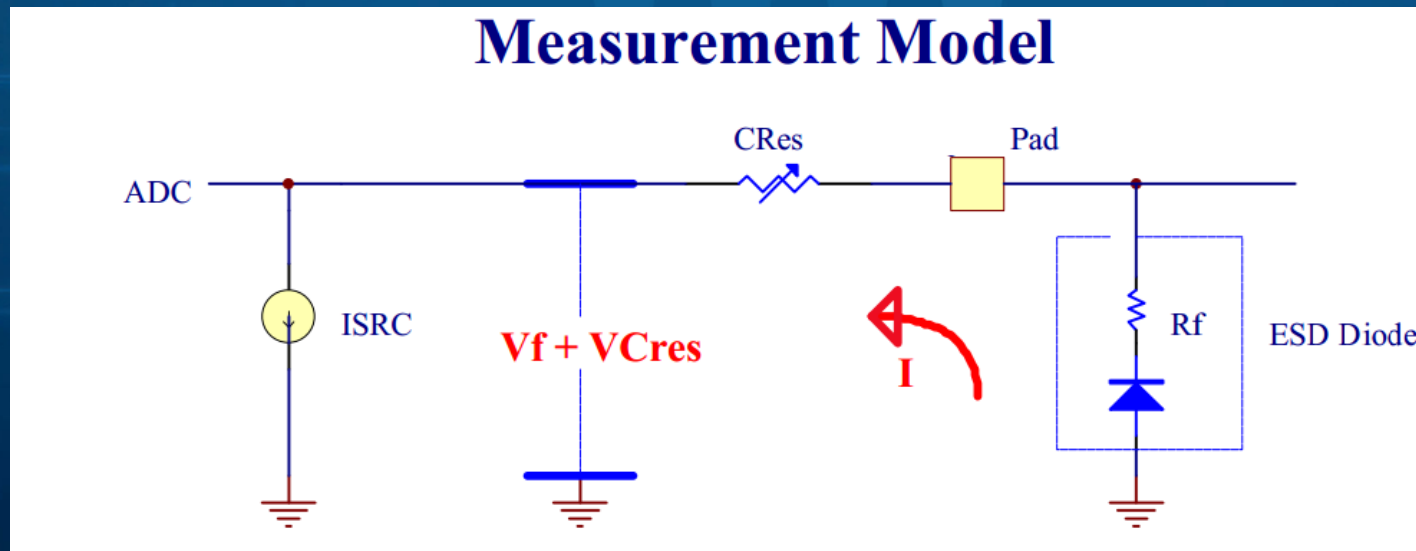 Measurement Model
CRes
Pad
ADC
ISRC
Vf + VCres
I
Rf
ESD Diode